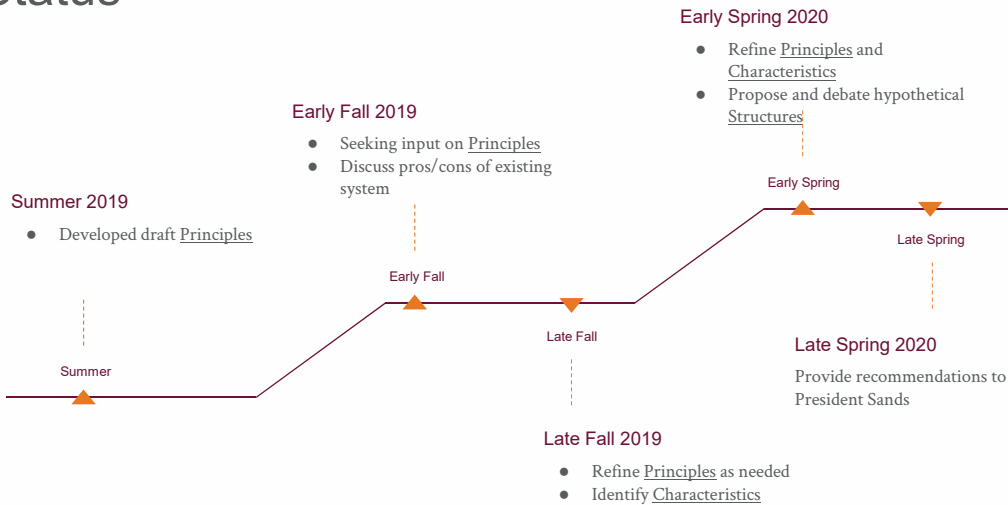 Early Spring 2020
● Refine Principles and
Characteristics
● Propose and debate hypothetical
Structures
Early Fall 2019
● Seeking input on Principles
● Discuss pros/cons of existing
system
Summer 2019
● Developed draft Principles
Early Spring
Late Spring
Early Fall
Late Fall
Summer
Late Spring 2020
Provide recommendations to
President Sands
Late Fall 2019
● Refine Principles as needed
● Identify Characteristics